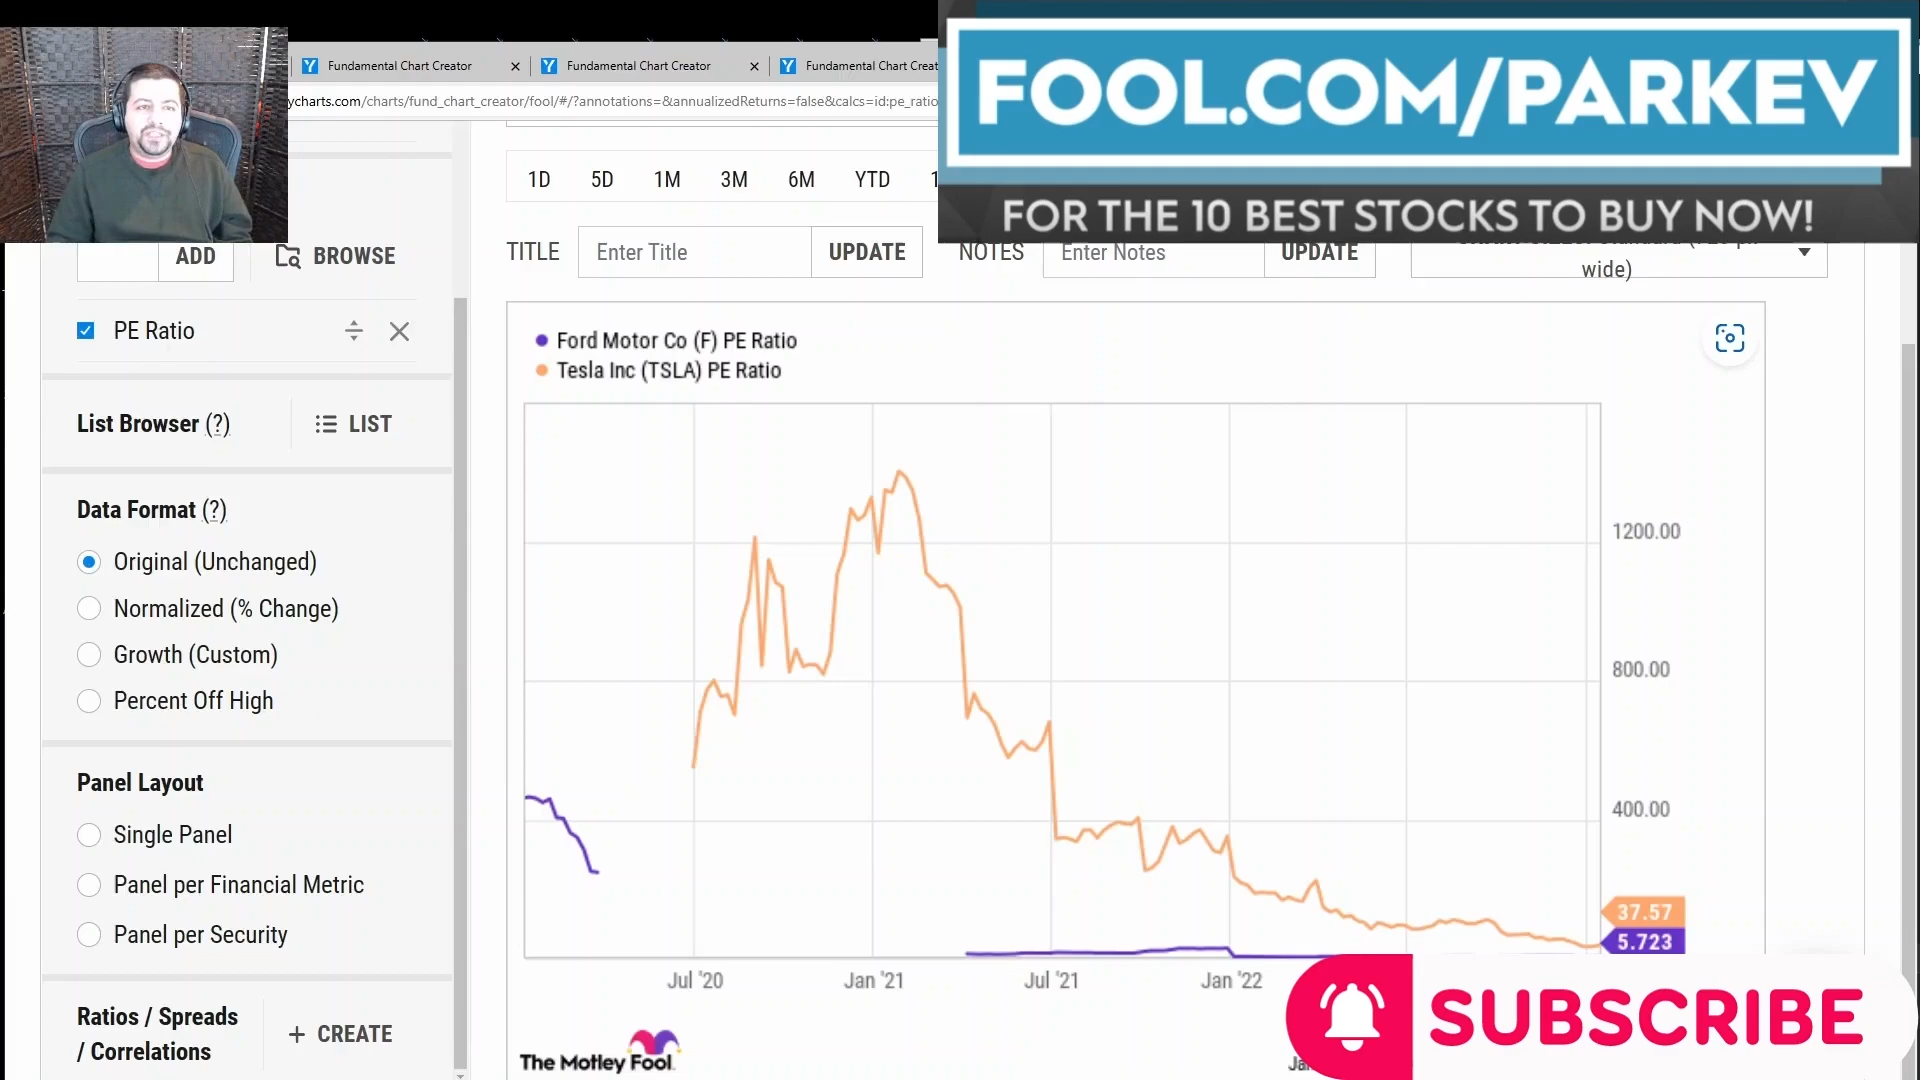 FOOL.COM/PARKEV
FOR THE 10 BEST STOCKS TO BUY NOW!
Fundamental Chart Creator
Fundamental Chart Creator
Fundamental Chart Creat
ycharts.com/charts/fund_chart_creator/fool/#/?annotations=&annualizedReturns=false&calcs=id:pe_ratio
1D 5D 1M 3M 6M YTD 1
ADD BROWSE
TITLE Enter Title UPDATE NOTES Enter Notes UPDATE
wide)
PE Ratio
List Browser (?) LIST
Data Format (?)
Original (Unchanged)
Normalized (% Change)
Growth (Custom)
Percent Off High
Panel Layout
Single Panel
Panel per Financial Metric
Panel per Security
Ratios / Spreads
/ Correlations
+ CREATE
Ford Motor Co (F) PE Ratio
Tesla Inc (TSLA) PE Ratio
1200.00
800.00
400.00
37.57
5.723
Jul '20 Jan '21 Jul '21 Jan '22
The Motley Fool.
SUBSCRIBE